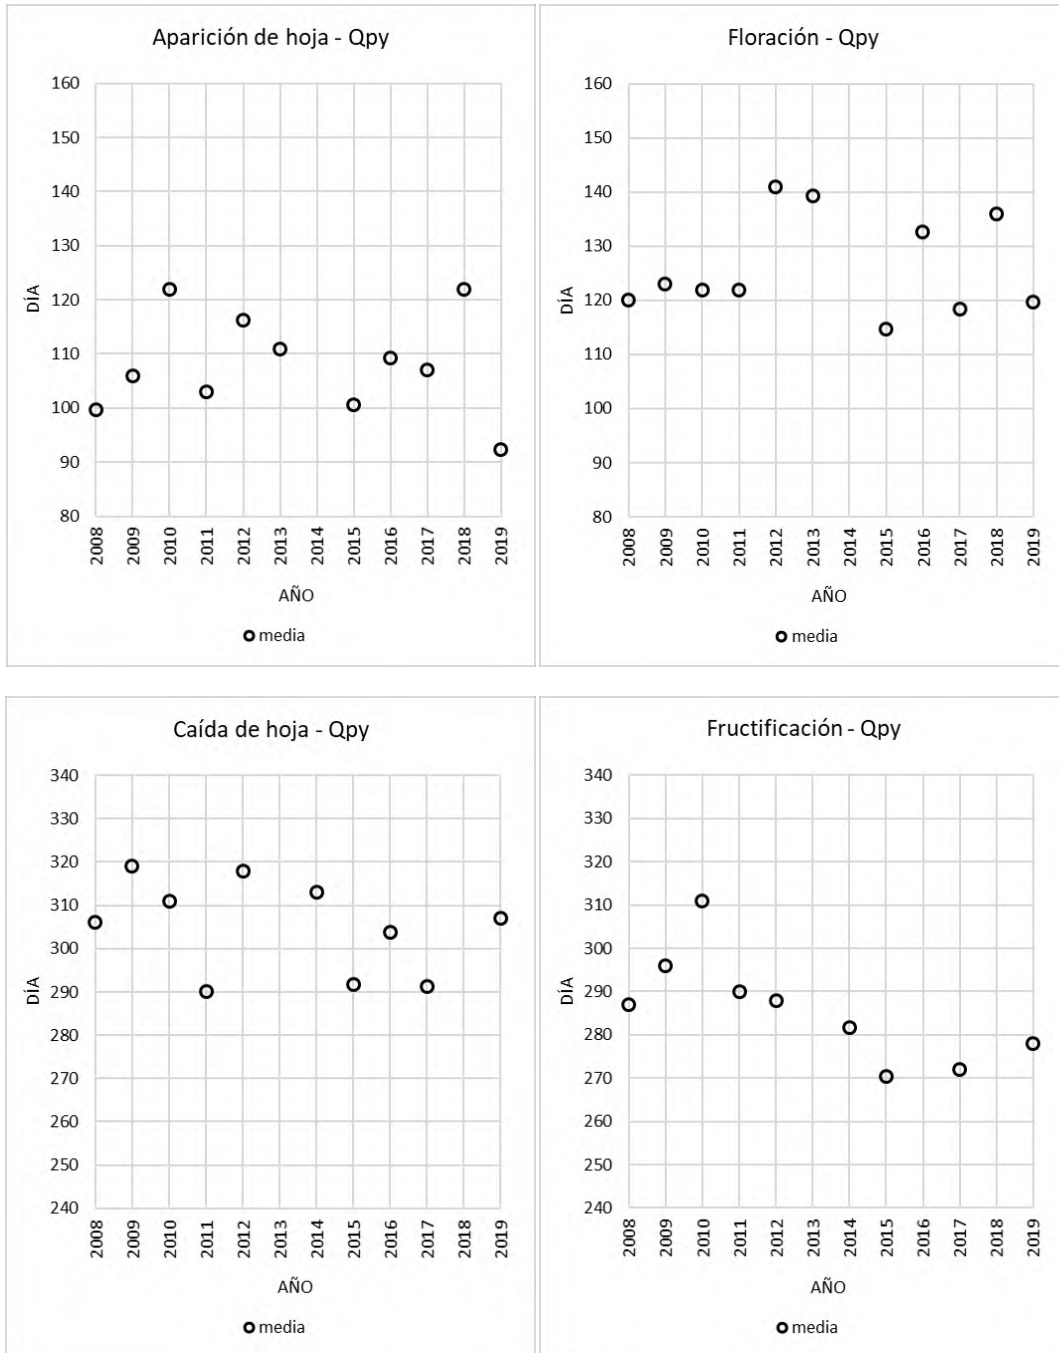 Aparición de hoja - Qpy
160
150
140
130
120
110
100
90
80
DÍA
2008 2009 2010 2011 2012 2013 2014 2015 2016 2017 2018 2019
AÑO
media
Floración - Qpy
160
150
140
130
120
110
100
90
80
DÍA
2008 2009 2010 2011 2012 2013 2014 2015 2016 2017 2018 2019
AÑO
media
Caída de hoja - Qpy
340
330
320
310
300
290
280
270
260
250
240
DÍA
2008 2009 2010 2011 2012 2013 2014 2015 2016 2017 2018 2019
AÑO
media
Fructificación - Qpy
340
330
320
310
300
290
280
270
260
250
240
DÍA
2008 2009 2010 2011 2012 2013 2014 2015 2016 2017 2018 2019
AÑO
media